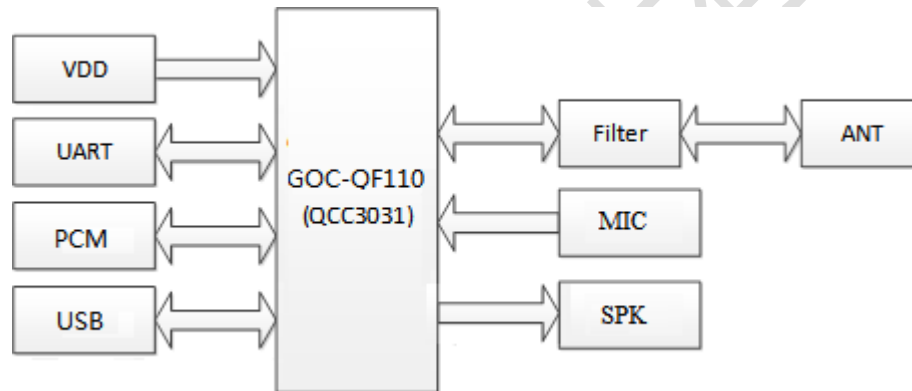 VDD
UART
PCM
USB
GOC-QF110
(QCC3031)
Filter
ANT
MIC
SPK